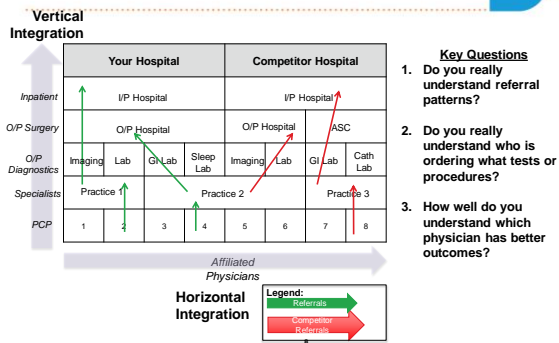 Vertical
Integration
Your Hospital
Competitor Hospital
Inpatient
I/P Hospital
I/P Hospital
O/P Surgery
O/P Hospital
O/P Hospital
ASC
O/P
Diagnostics
Imaging
Lab
GI Lab
Sleep
Lab
Imaging
Lab
GI Lab
Cath
Lab
Specialists
Practice 1
Practice 2
Practice 3
PCP
1
2
3
4
5
6
7
8
Affiliated
Physicians
Horizontal
Integration
Legend:
Referrals
Competitor
Referrals
Key Questions
1. Do you really
understand referral
patterns?
2. Do you really
understand who is
ordering what tests or
procedures?
3. How well do you
understand which
physician has better
outcomes?